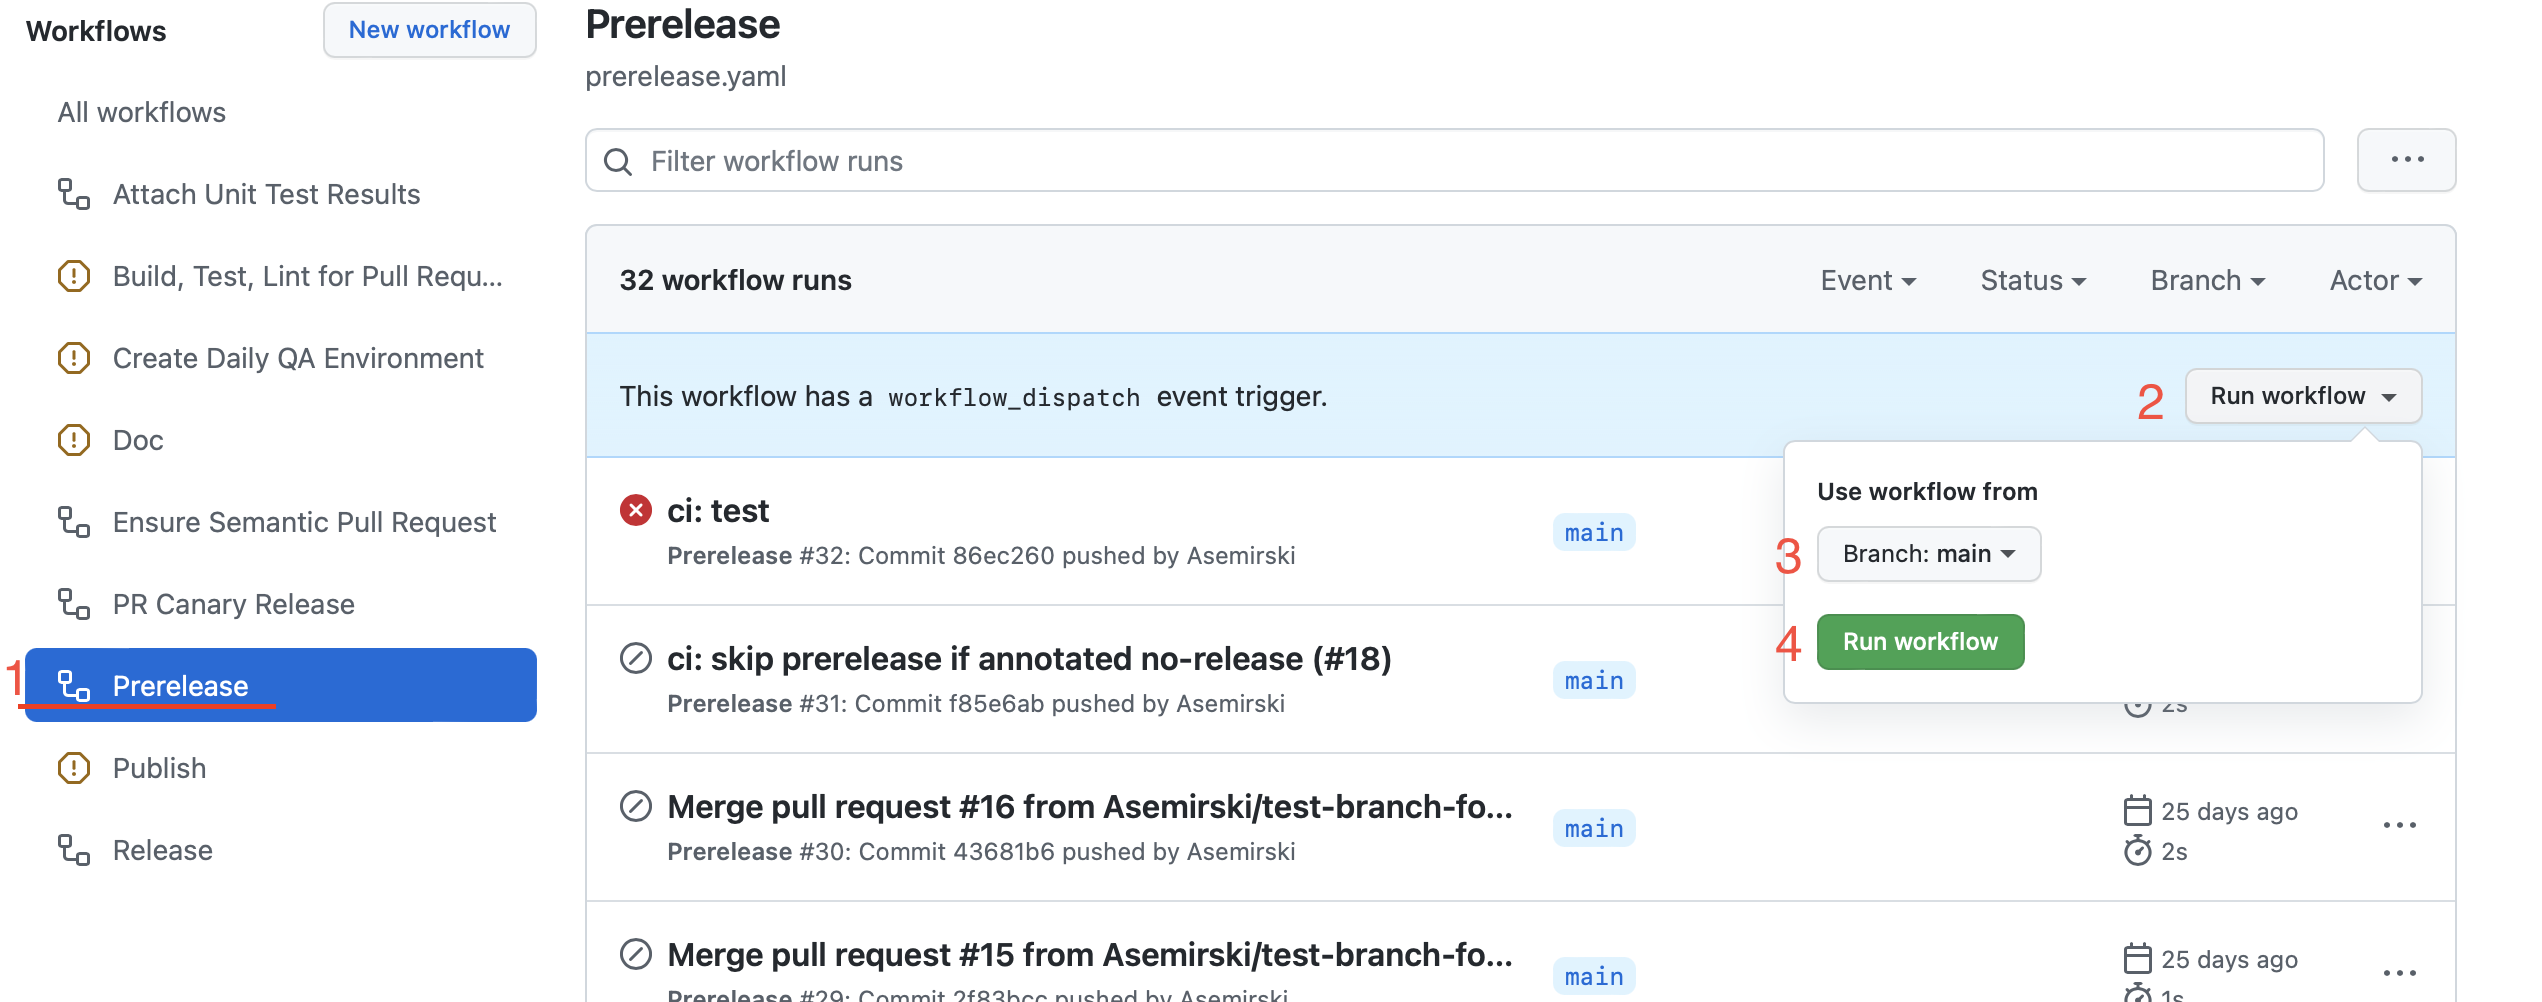 Workflows
New workflow
All workflows
Attach Unit Test Results
Build, Test, Lint for Pull Requ...
Create Daily QA Environment
Doc
Ensure Semantic Pull Request
PR Canary Release
1
Prerelease
Publish
Release
Prerelease
prerelease.yaml
Filter workflow runs
32 workflow runs
Event
Status
Branch
Actor
This workflow has a workflow_dispatch event trigger.
2
Run workflow
Use workflow from
3
Branch: main
4
Run workflow
ci: test
Prerelease #32: Commit 86ec260 pushed by Asemirski
main
ci: skip prerelease if annotated no-release (#18)
Prerelease #31: Commit f85e6ab pushed by Asemirski
main
2s
Merge pull request #16 from Asemirski/test-branch-fo...
Prerelease #30: Commit 43681b6 pushed by Asemirski
main
25 days ago
2s
Merge pull request #15 from Asemirski/test-branch-fo...
Prerelease #29: Commit 2f83bcc pushed by Asemirski
main
25 days ago
1s